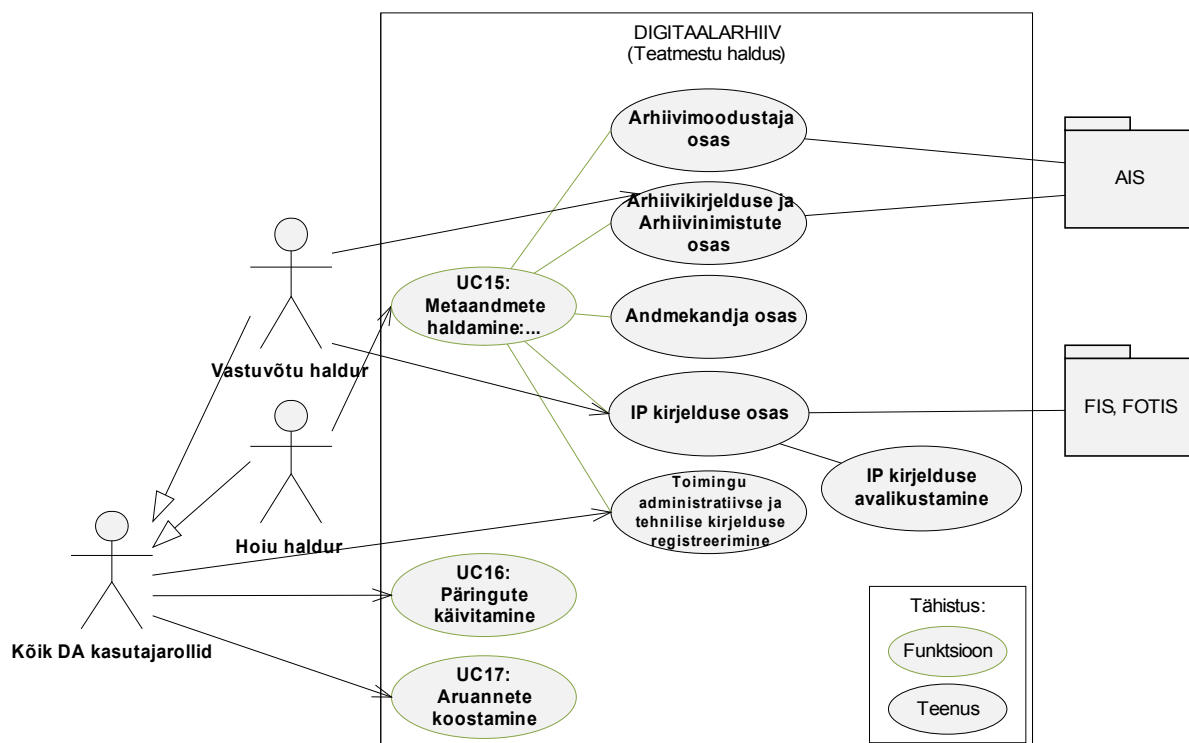 DIGITAALARHIIV
(Teatmestu haldus)
Arhiivimoodustaja
osas
AIS
Arhiivikirjelduse ja
Arhiivinimistute
osas
UC15:
Metaandmete
haldamine:...
Andmekandja osas
Vastuvõtu haldur
IP kirjelduse osas
FIS, FOTIS
IP kirjelduse
avalikustamine
Toimingu
administratiivse ja
tehnilise kirjelduse
registreerimine
Hoiu haldur
UC16:
Päringute
käivitamine
Kõik DA kasutajarollid
UC17:
Aruannete
koostamine
Tähistus:
Funktsioon
Teenus